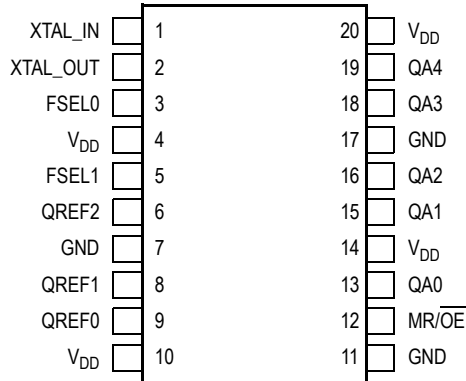 XTAL_IN 1 20 VDD
XTAL_OUT 2 19 QA4
FSEL0 3 18 QA3
VDD 4 17 GND
FSEL1 5 16 QA2
QREF2 6 15 QA1
GND 7 14 VDD
QREF1 8 13 QA0
QREF0 9 12 MR/OE
VDD 10 11 GND